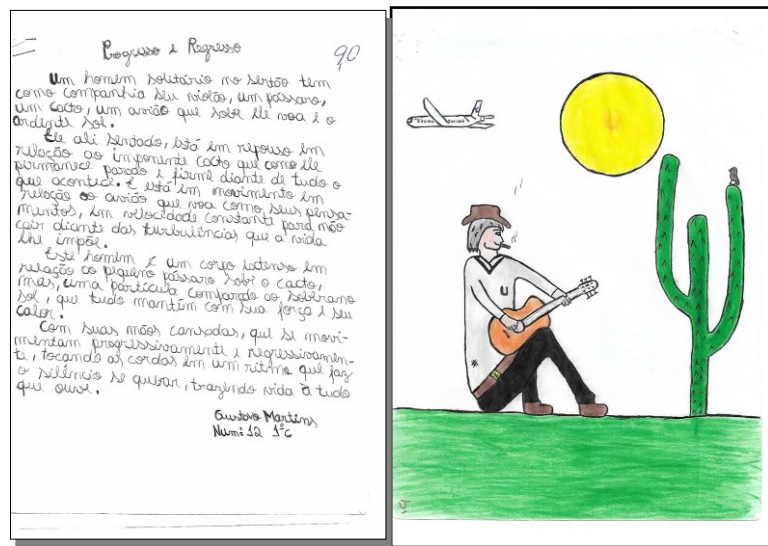 Progresso e Regresso
9,0
Um homem solitário no sertão tem
como companhia seu violão, um pássaro,
um cacto, um avião que sobre ele voa e o
ardente sol.
Ele ali sentado, está em repouso em
relação ao imponente cacto que como ele
permanece parado e firme diante de tudo o
que acontece. E está em movimento em
relação ao avião que voa como seus pensa-
mentos, em velocidade constante para não
cair diante das turbulências que a vida
lhe impõe.
Este homem é um corpo extenso em
relação ao pequeno pássaro sobre o cacto,
mas, uma partícula comparado ao soberano
sol, que tudo mantém com sua força e seu
calor.
Com suas mãos cansadas, que se movi-
mentam progressivamente e regressivamen-
te, tocando as cordas em um ritmo que faz
o silêncio se quebrar, trazendo vida à tudo
que ouve.
Gustavo Martins
Num: 12 1ºc
U